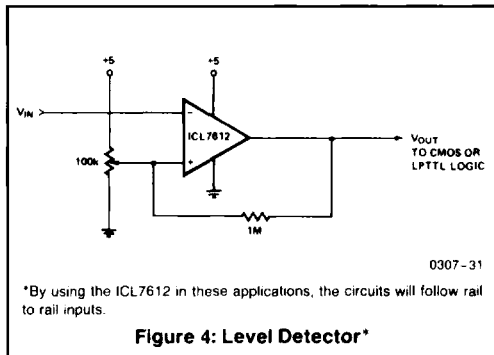 +5
+5
VIN
ICL7612
−
+
100k
VOUT
TO CMOS OR
LPTTL LOGIC
1M
0307-31
*By using the ICL7612 in these applications, the circuits will follow rail
to rail inputs.
Figure 4: Level Detector*